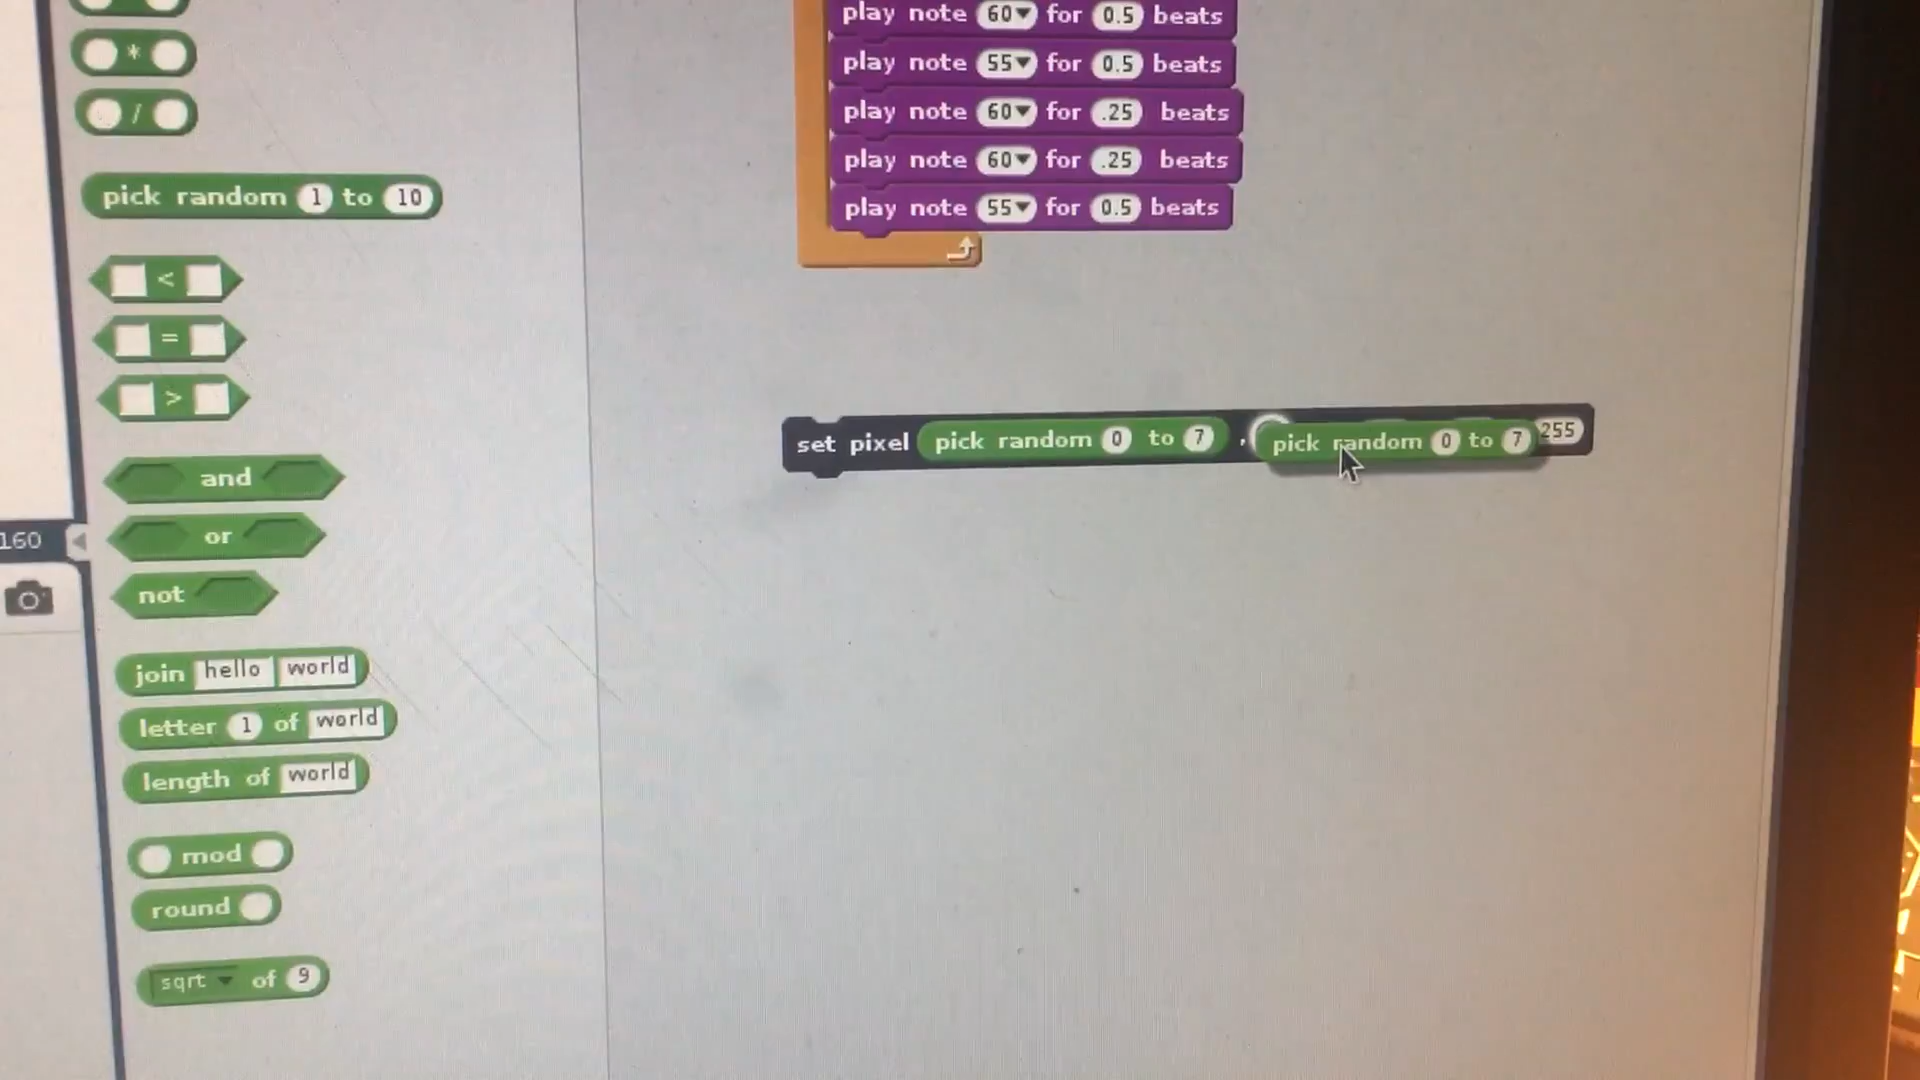 play note 60 for 0.5 beats
play note 55 for 0.5 beats
play note 60 for .25 beats
play note 60 for .25 beats
play note 55 for 0.5 beats
*
/
pick random 1 to 10
<
=
>
and
or
not
join hello world
letter 1 of world
length of world
mod
round
sqrt of 9
160
set pixel pick random 0 to 7 , pick random 0 to 7 255